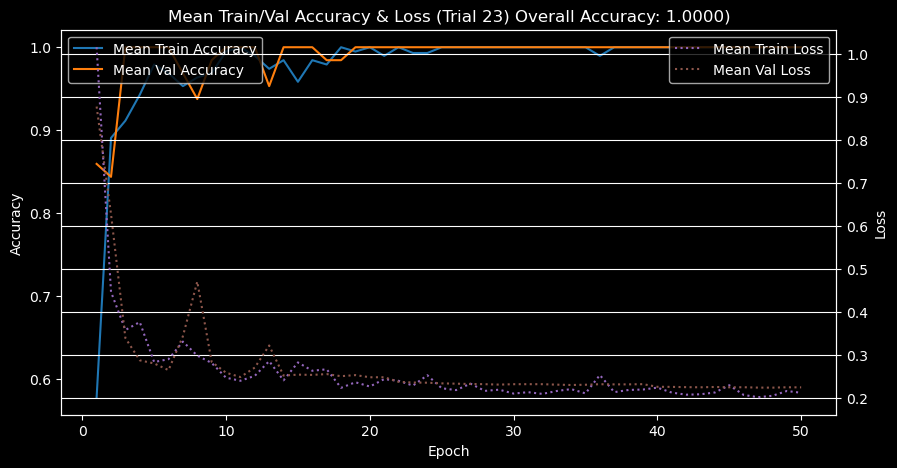 Mean Train/Val Accuracy & Loss (Trial 23) Overall Accuracy: 1.0000)
Mean Train Accuracy
Mean Val Accuracy
Mean Train Loss
Mean Val Loss
Accuracy
1.0
0.9
0.8
0.7
0.6
Loss
1.0
0.9
0.8
0.7
0.6
0.5
0.4
0.3
0.2
0 10 20 30 40 50
Epoch